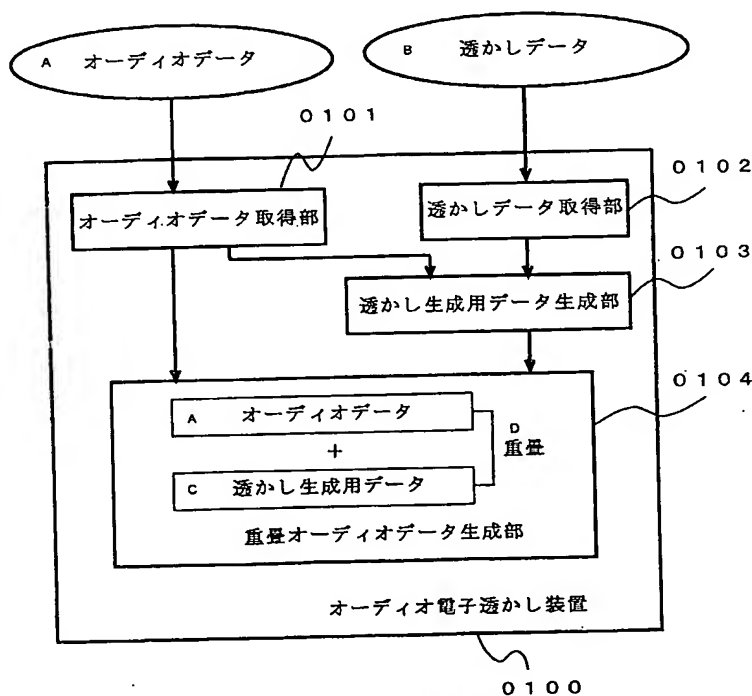 A オーディオデータ
B 透かしデータ
0101
0102
オーディオデータ取得部
透かしデータ取得部
0103
透かし生成用データ生成部
0104
A オーディオデータ
D
+
重畳
C 透かし生成用データ
重畳オーディオデータ生成部
オーディオ電子透かし装置
0100